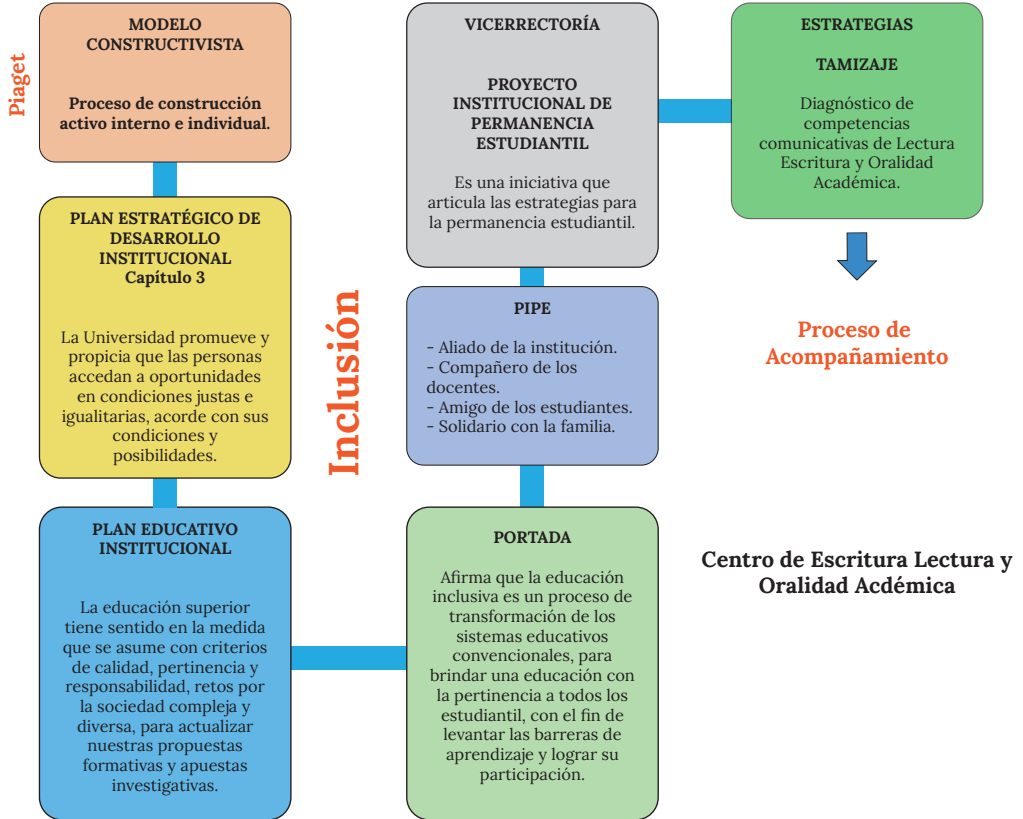 Piaget
MODELO
CONSTRUCTIVISTA
Proceso de construcción
activo interno e individual.
PLAN ESTRATÉGICO DE
DESARROLLO
INSTITUCIONAL
Capítulo 3
La Universidad promueve y
propicia que las personas
accedan a oportunidades
en condiciones justas e
igualitarias, acorde con sus
condiciones y
posibilidades.
PLAN EDUCATIVO
INSTITUCIONAL
La educación superior
tiene sentido en la medida
que se asume con criterios
de calidad, pertinencia y
responsabilidad, retos por
la sociedad compleja y
diversa, para actualizar
nuestras propuestas
formativas y apuestas
investigativas.
Inclusión
VICERRECTORÍA
PROYECTO
INSTITUCIONAL DE
PERMANENCIA
ESTUDIANTIL
Es una iniciativa que
articula las estrategias para
la permanencia estudiantil.
PIPE
- Aliado de la institución.
- Compañero de los
docentes.
- Amigo de los estudiantes.
- Solidario con la familia.
PORTADA
Afirma que la educación
inclusiva es un proceso de
transformación de los
sistemas educativos
convencionales, para
brindar una educación con
la pertinencia a todos los
estudiantil, con el fin de
levantar las barreras de
aprendizaje y lograr su
participación.
ESTRATEGIAS
TAMIZAJE
Diagnóstico de
competencias
comunicativas de Lectura
Escritura y Oralidad
Académica.
Proceso de
Acompañamiento
Centro de Escritura Lectura y
Oralidad Acdémica